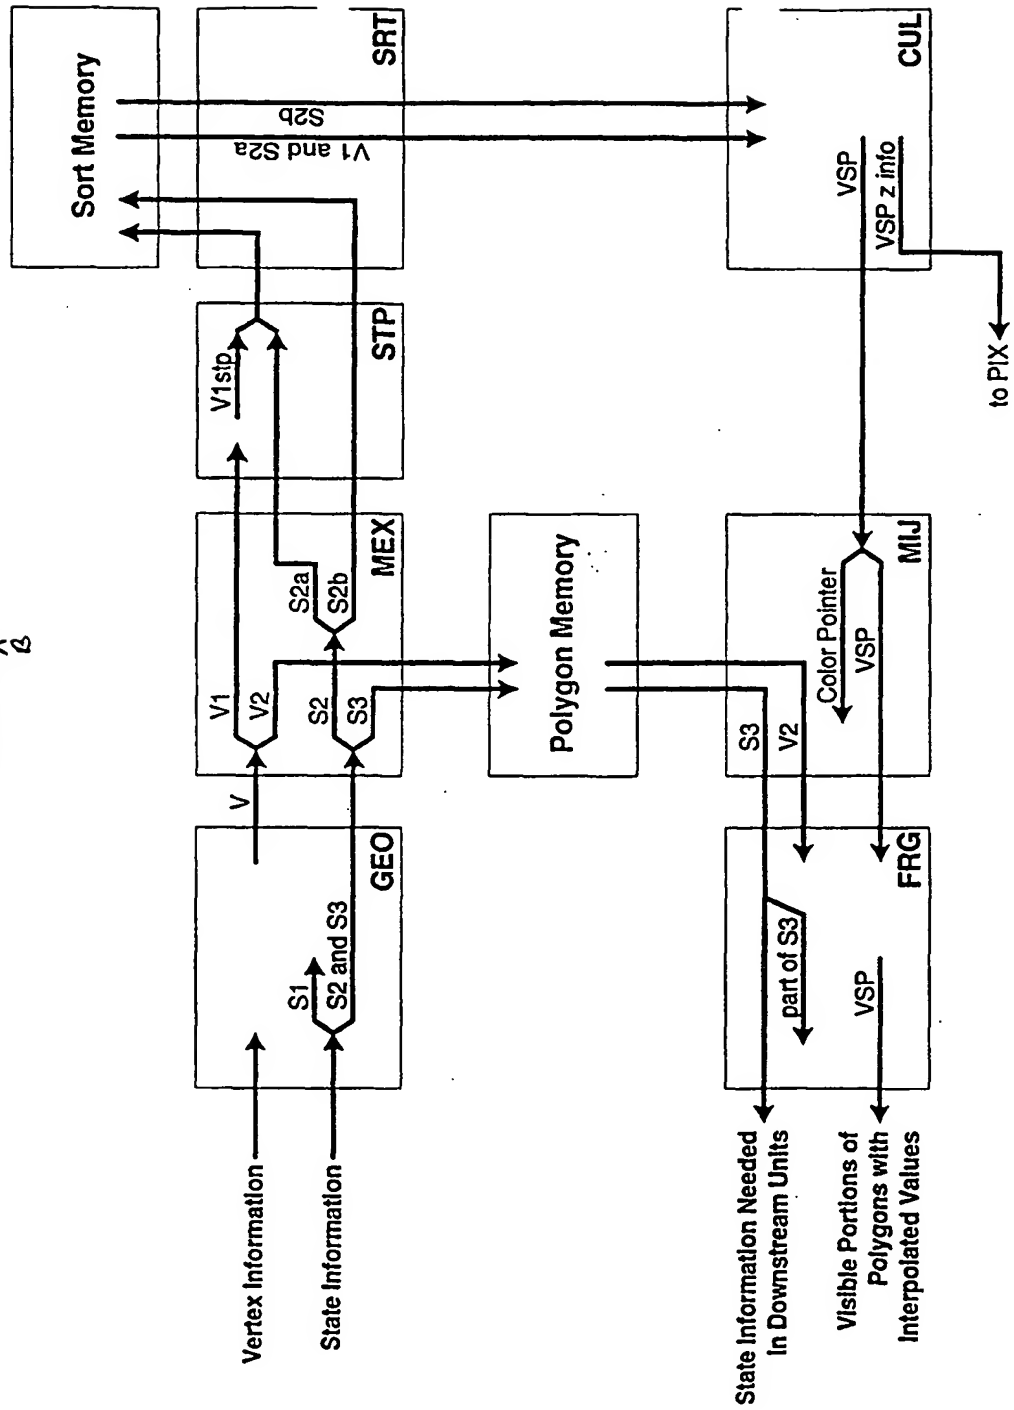 Vertex Information
State Information
S1
S2 and S3
GEO
V
V1
V2
S2
S3
S2a
S2b
MEX
V1stp
STP
SRT
Sort Memory
V1 and S2a
S2b
Polygon Memory
CUL
VSP
VSP z info
to PIX
MIJ
Color Pointer
VSP
S3
V2
FRG
part of S3
VSP
State Information Needed
In Downstream Units
Visible Portions of
Polygons with
Interpolated Values